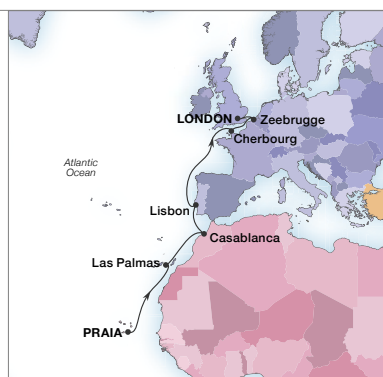 LONDON
Zeebrugge
Cherbourg
Atlantic
Ocean
Lisbon
Casablanca
Las Palmas
PRAIA